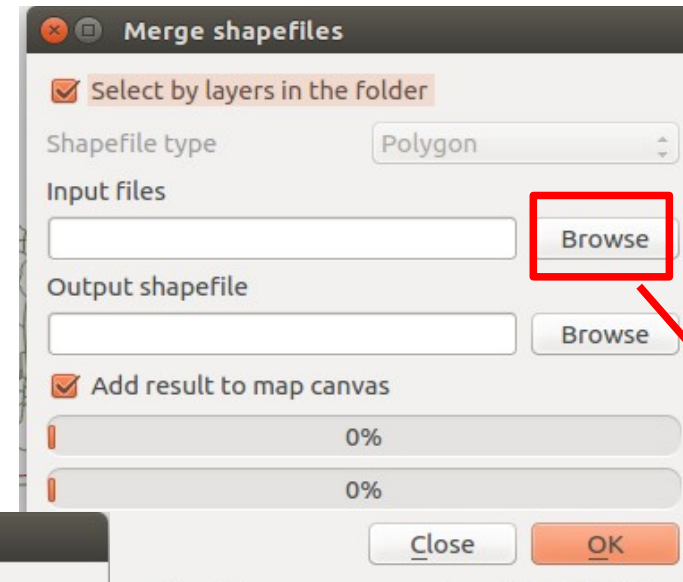 Merge shapefiles
Select by layers in the folder
Shapefile type Polygon
Input files
Browse
Output shapefile
Browse
Add result to map canvas
0%
0%
Close OK